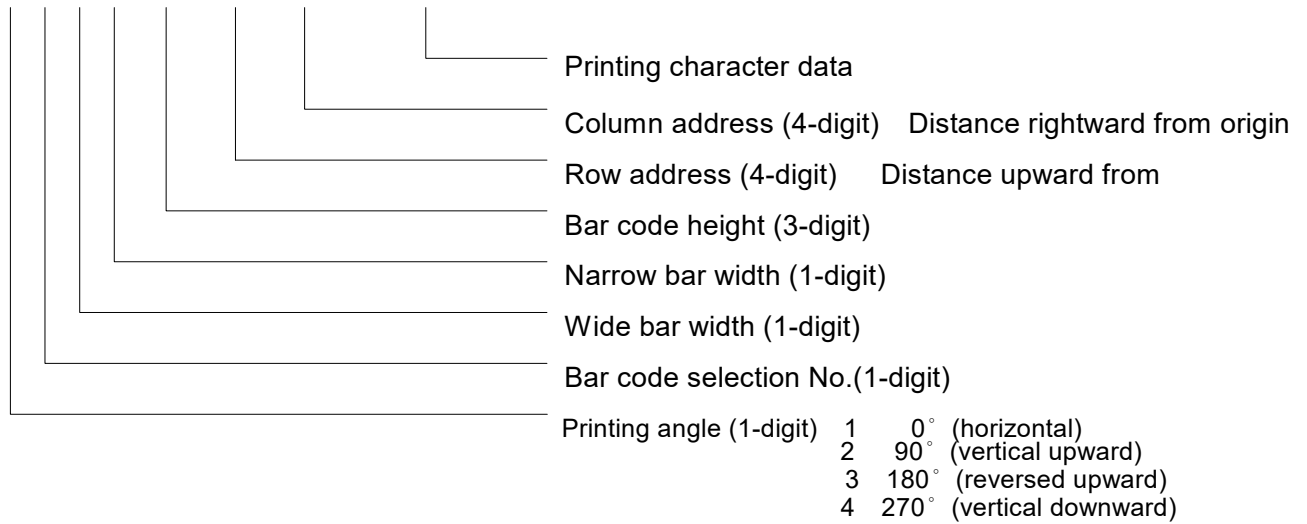 Printing character data
Column address (4-digit) Distance rightward from origin
Row address (4-digit) Distance upward from
Bar code height (3-digit)
Narrow bar width (1-digit)
Wide bar width (1-digit)
Bar code selection No.(1-digit)
Printing angle (1-digit) 1 0° (horizontal)
2 90° (vertical upward)
3 180° (reversed upward)
4 270° (vertical downward)